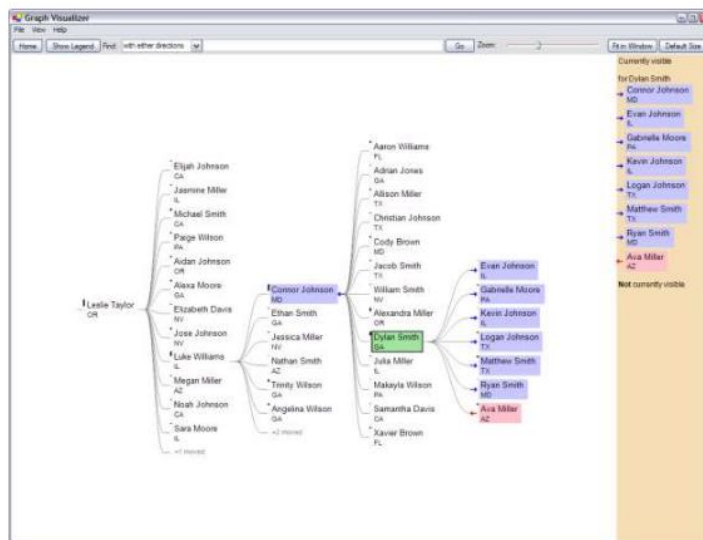 Graph Visualizer
File View Help
Home Show Legend Find: with either directions Go Zoom: Fit in Window Default Size
Leslie Taylor
OR
Elijah Johnson
CA
Jasmine Miller
IL
Michael Smith
CA
Paige Wilson
PA
Aidan Johnson
OR
Alexa Moore
GA
Elizabeth Davis
NV
Jose Johnson
NV
Luke Williams
IL
Megan Miller
AZ
Noah Johnson
CA
Sara Moore
IL
+1 moved
Connor Johnson
MD
Ethan Smith
GA
Jessica Miller
NV
Nathan Smith
AZ
Trinity Wilson
GA
Angelina Wilson
GA
+2 moved
Aaron Williams
FL
Adrian Jones
GA
Allison Miller
TX
Christian Johnson
TX
Cody Brown
MD
Jacob Smith
TX
William Smith
NV
Alexandra Miller
OR
Dylan Smith
GA
Julia Miller
IL
Makayla Wilson
PA
Samantha Davis
CA
Xavier Brown
FL
Evan Johnson
IL
Gabrielle Moore
PA
Kevin Johnson
IL
Logan Johnson
TX
Matthew Smith
TX
Ryan Smith
MD
Ava Miller
AZ
Currently visible
for Dylan Smith
Connor Johnson
MD
Evan Johnson
IL
Gabrielle Moore
PA
Kevin Johnson
IL
Logan Johnson
TX
Matthew Smith
TX
Ryan Smith
MD
Ava Miller
AZ
Not currently visible